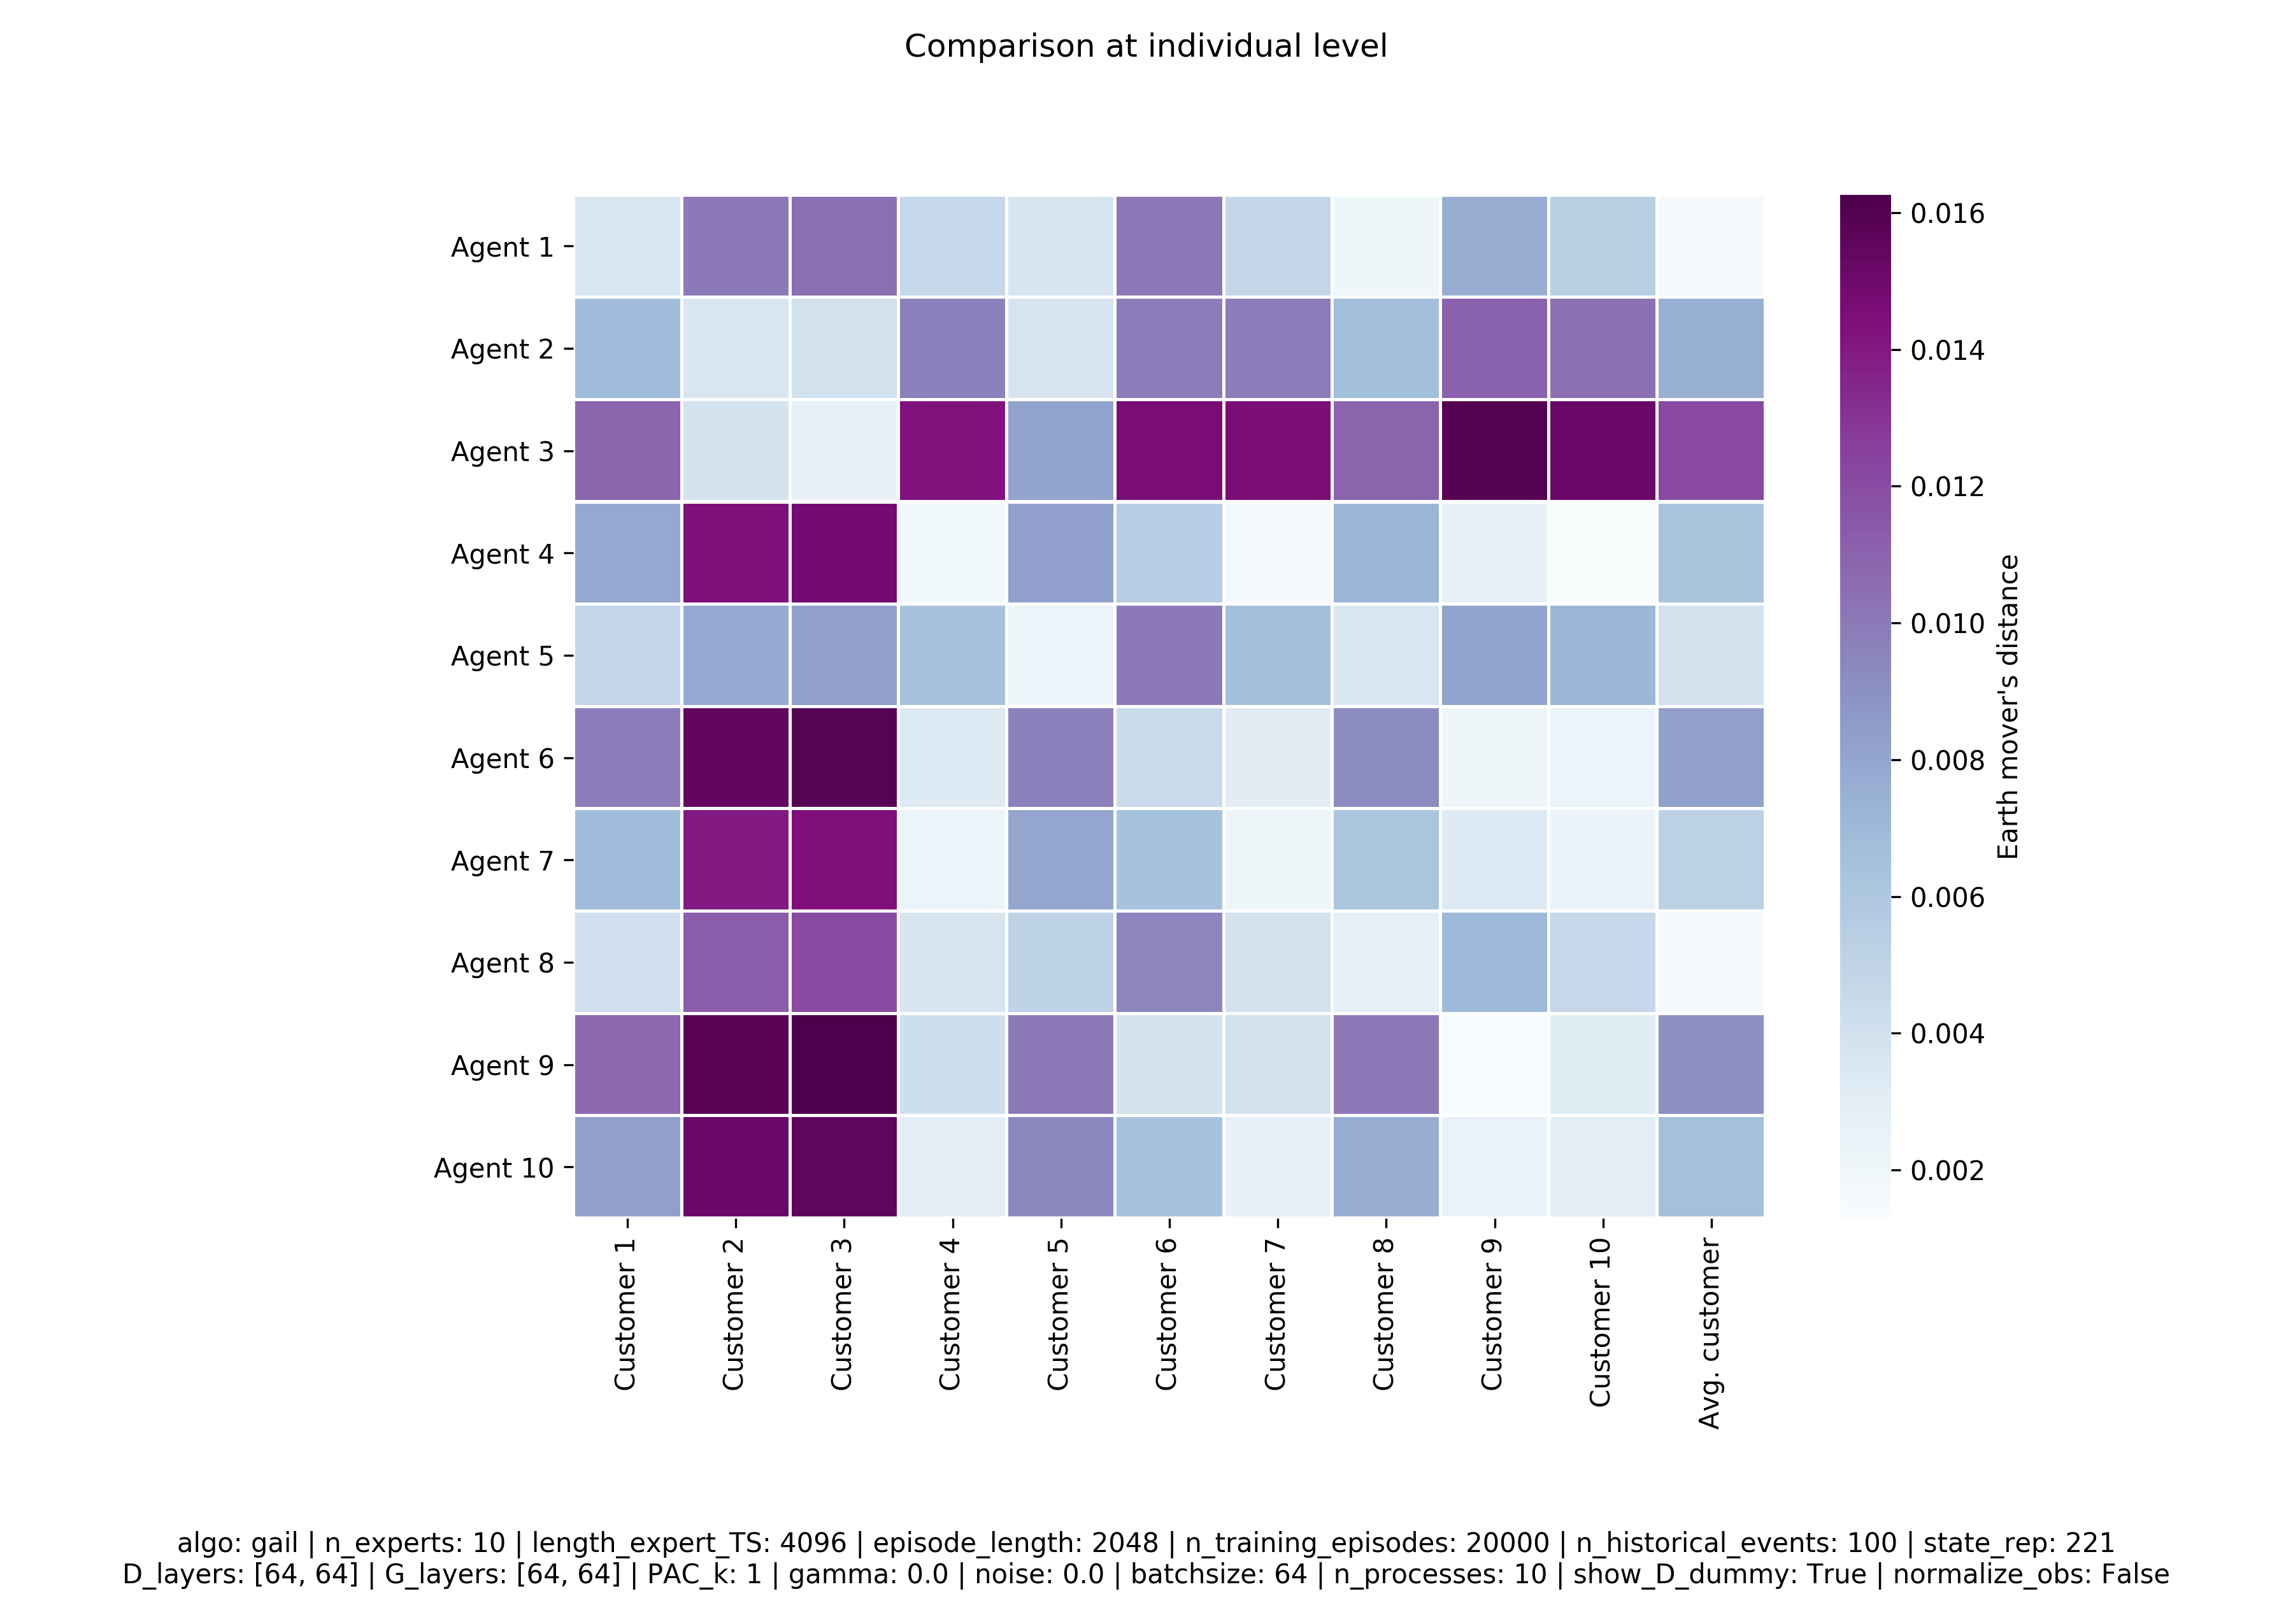 Comparison at individual level
Agent 1
Agent 2
Agent 3
Agent 4
Agent 5
Agent 6
Agent 7
Agent 8
Agent 9
Agent 10
Customer 1
Customer 2
Customer 3
Customer 4
Customer 5
Customer 6
Customer 7
Customer 8
Customer 9
Customer 10
Avg. customer
0.016
0.014
0.012
0.010
0.008
0.006
0.004
0.002
Earth mover's distance
algo: gail | n_experts: 10 | length_expert_TS: 4096 | episode_length: 2048 | n_training_episodes: 20000 | n_historical_events: 100 | state_rep: 221
D_layers: [64, 64] | G_layers: [64, 64] | PAC_k: 1 | gamma: 0.0 | noise: 0.0 | batchsize: 64 | n_processes: 10 | show_D_dummy: True | normalize_obs: False